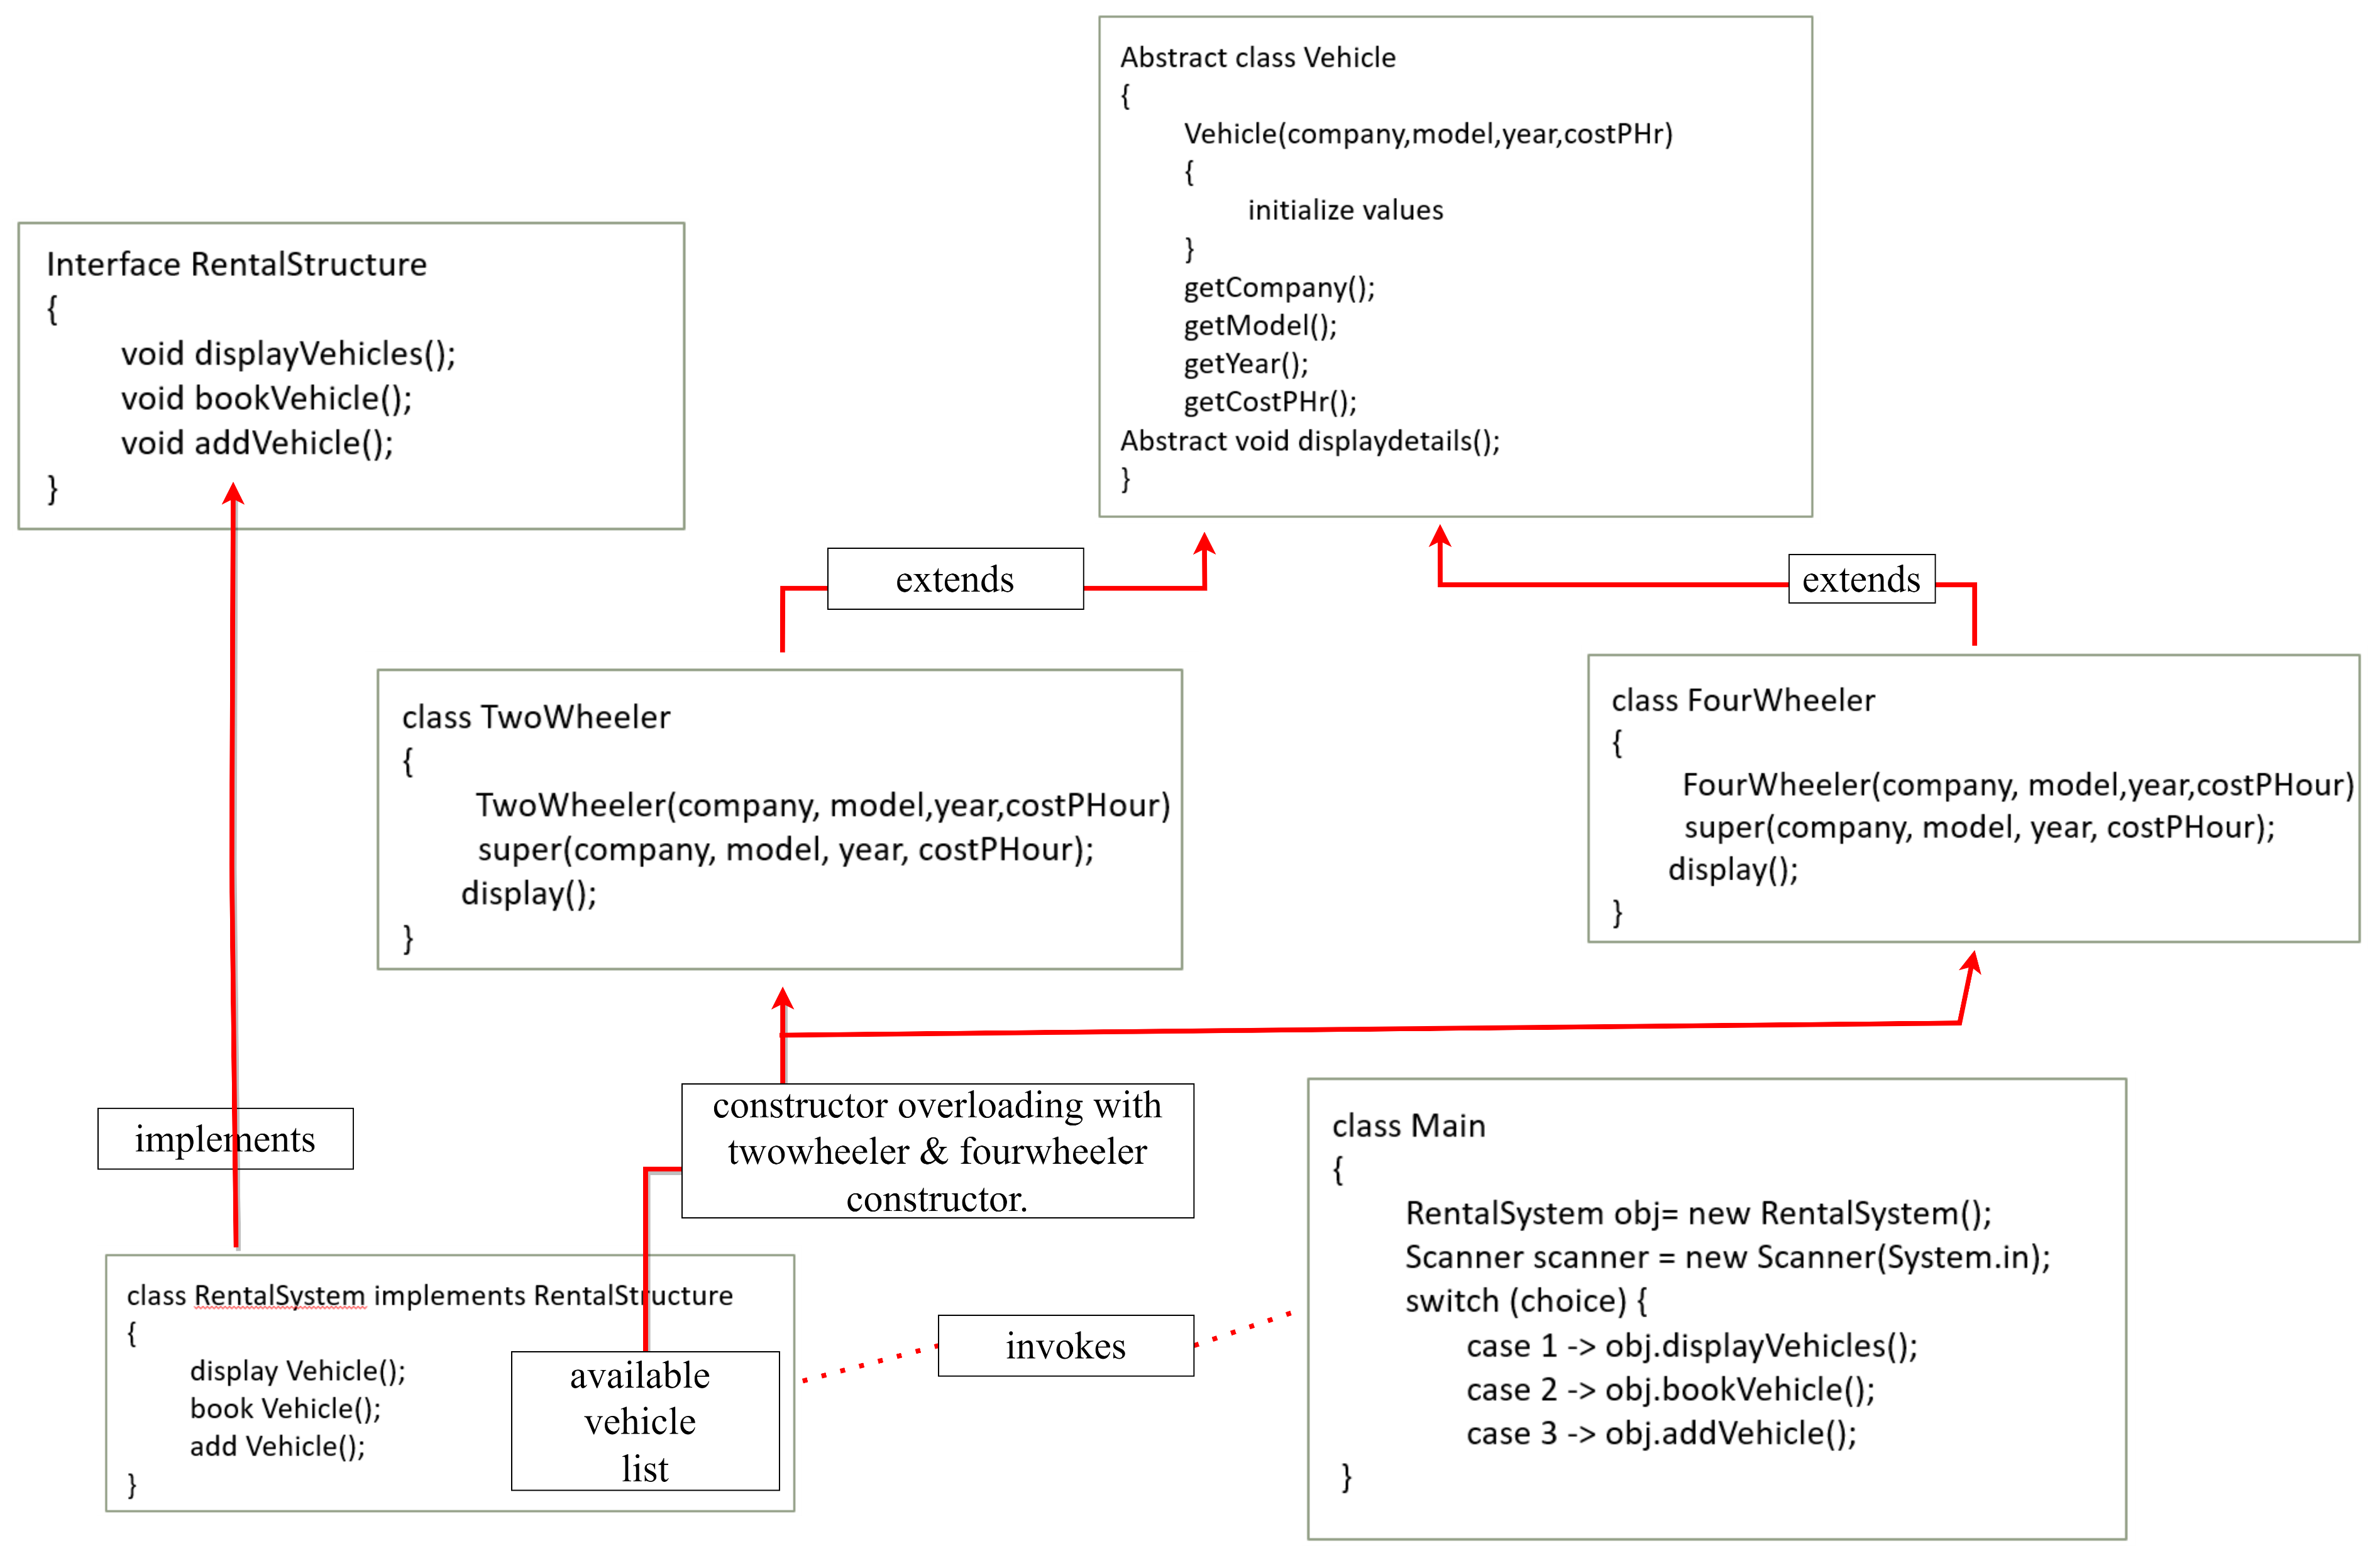 Abstract class Vehicle
{
Vehicle(company,model,year,costPHr)
{
initialize values
}
getCompany();
getModel();
getYear();
getCostPHr();
Abstract void displaydetails();
}
Interface RentalStructure
{
void displayVehicles();
void bookVehicle();
void addVehicle();
}
extends
extends
class TwoWheeler
{
TwoWheeler(company, model,year,costPHour)
super(company, model, year, costPHour);
display();
}
class FourWheeler
{
FourWheeler(company, model,year,costPHour)
super(company, model, year, costPHour);
display();
}
implements
constructor overloading with
twowheeler & fourwheeler
constructor.
class RentalSystem implements RentalStructure
{
display Vehicle();
book Vehicle();
add Vehicle();
}
available
vehicle
list
invokes
class Main
{
RentalSystem obj= new RentalSystem();
Scanner scanner = new Scanner(System.in);
switch (choice) {
case 1 -> obj.displayVehicles();
case 2 -> obj.bookVehicle();
case 3 -> obj.addVehicle();
}